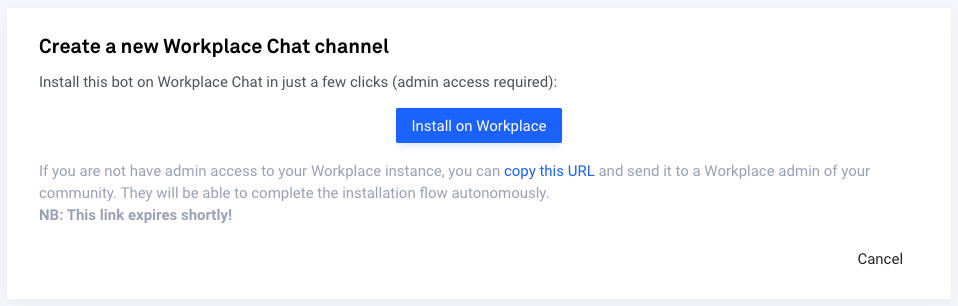 Create a new Workplace Chat channel
Install this bot on Workplace Chat in just a few clicks (admin access required):
Install on Workplace
If you are not have admin access to your Workplace instance, you can copy this URL and send it to a Workplace admin of your
community. They will be able to complete the installation flow autonomously.
NB: This link expires shortly!
Cancel